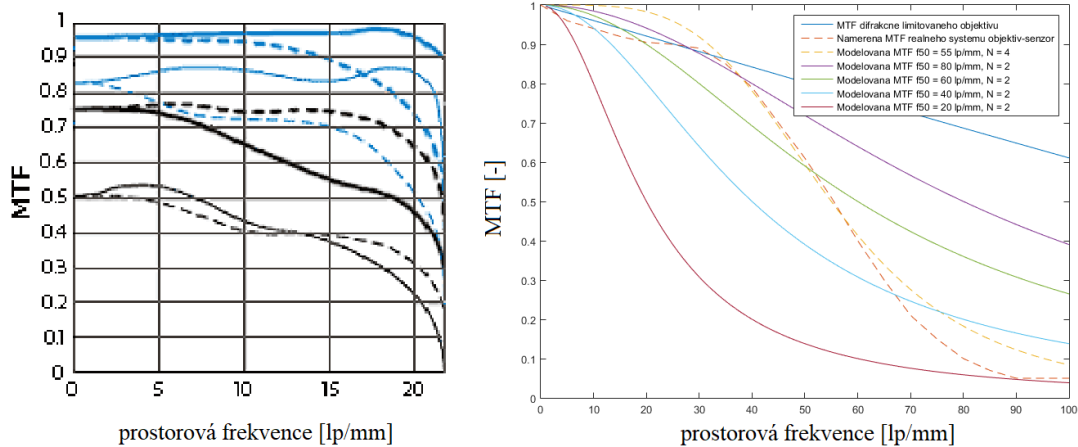 MTF
1
0.9
0.8
0.7
0.6
0.5
0.4
0.3
0.2
0.1
0
0 5 10 15 20
prostorová frekvence [lp/mm]
MTF [-]
1
0.9
0.8
0.7
0.6
0.5
0.4
0.3
0.2
0.1
0
0 10 20 30 40 50 60 70 80 90 100
prostorová frekvence [lp/mm]
MTF difrakcne limitovaneho objektivu
Namerena MTF realneho systemu objektiv-senzor
Modelovana MTF f50 = 55 lp/mm, N = 4
Modelovana MTF f50 = 80 lp/mm, N = 2
Modelovana MTF f50 = 60 lp/mm, N = 2
Modelovana MTF f50 = 40 lp/mm, N = 2
Modelovana MTF f50 = 20 lp/mm, N = 2